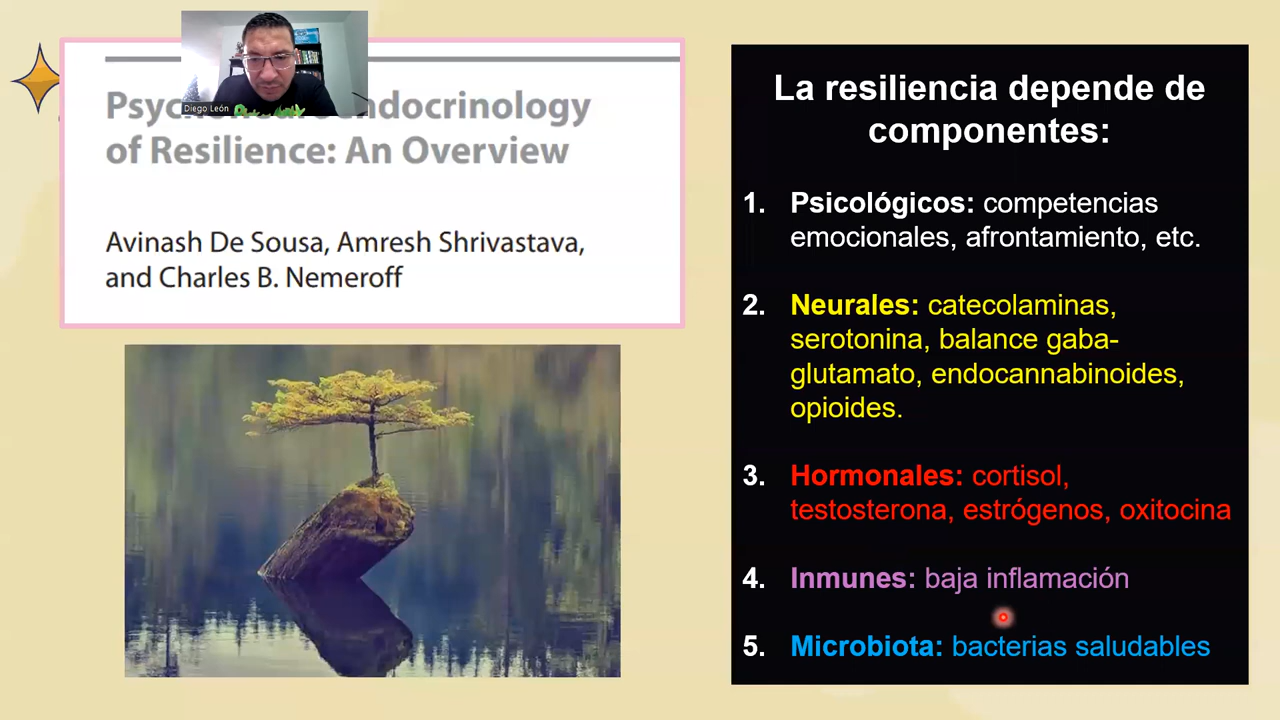 Diego León
Psyc ndocrinology
of Resilience: An Overview
Avinash De Sousa, Amresh Shrivastava,
and Charles B. Nemeroff
La resiliencia depende de
componentes:
1. Psicológicos: competencias
emocionales, afrontamiento, etc.
2. Neurales: catecolaminas,
serotonina, balance gaba-
glutamato, endocannabinoides,
opioides.
3. Hormonales: cortisol,
testosterona, estrógenos, oxitocina
4. Inmunes: baja inflamación
5. Microbiota: bacterias saludables